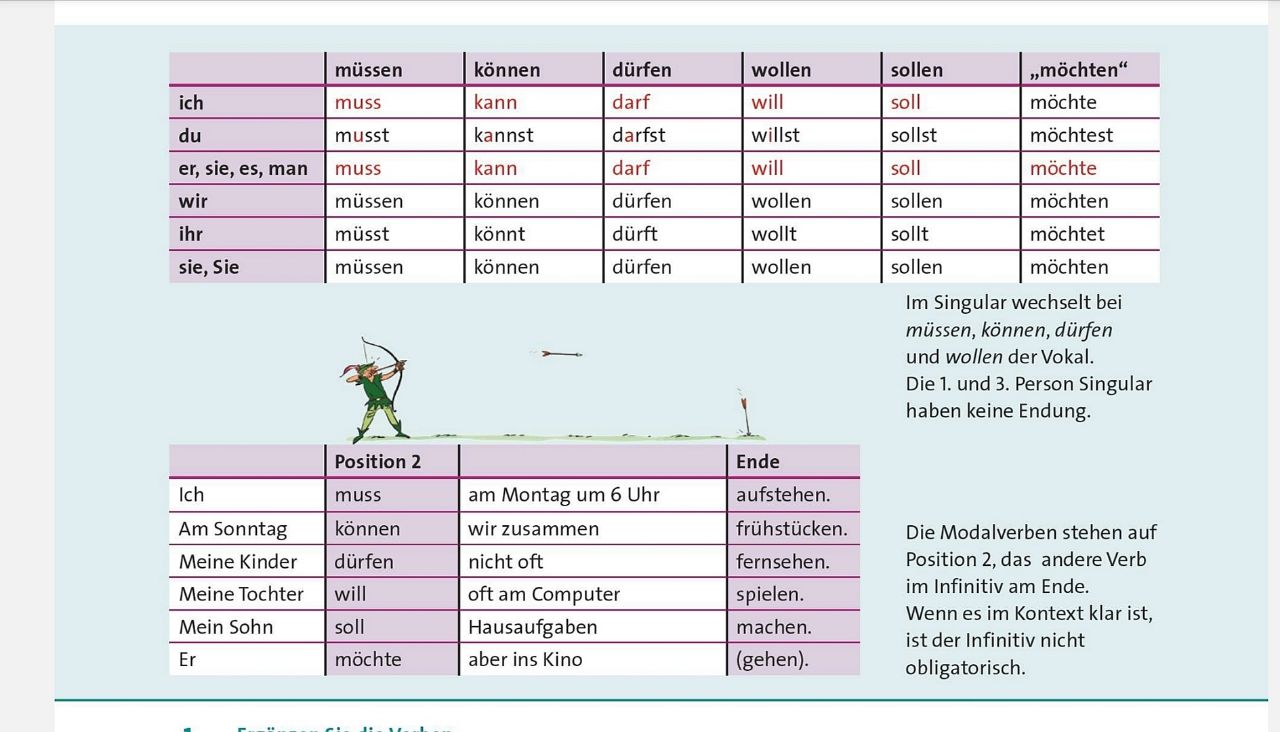 müssen können dürfen wollen sollen „möchten“
ich muss kann darf will soll möchte
du musst kannst darfst willst sollst möchtest
er, sie, es, man muss kann darf will soll möchte
wir müssen können dürfen wollen sollen möchten
ihr müsst könnt dürft wollt sollt möchtet
sie, Sie müssen können dürfen wollen sollen möchten
Im Singular wechselt bei
müssen, können, dürfen
und wollen der Vokal.
Die 1. und 3. Person Singular
haben keine Endung.
Position 2 Ende
Ich muss am Montag um 6 Uhr aufstehen.
Am Sonntag können wir zusammen frühstücken.
Meine Kinder dürfen nicht oft fernsehen.
Meine Tochter will oft am Computer spielen.
Mein Sohn soll Hausaufgaben machen.
Er möchte aber ins Kino (gehen).
Die Modalverben stehen auf
Position 2, das andere Verb
im Infinitiv am Ende.
Wenn es im Kontext klar ist,
ist der Infinitiv nicht
obligatorisch.
1 Ergänzen Sie die Verben